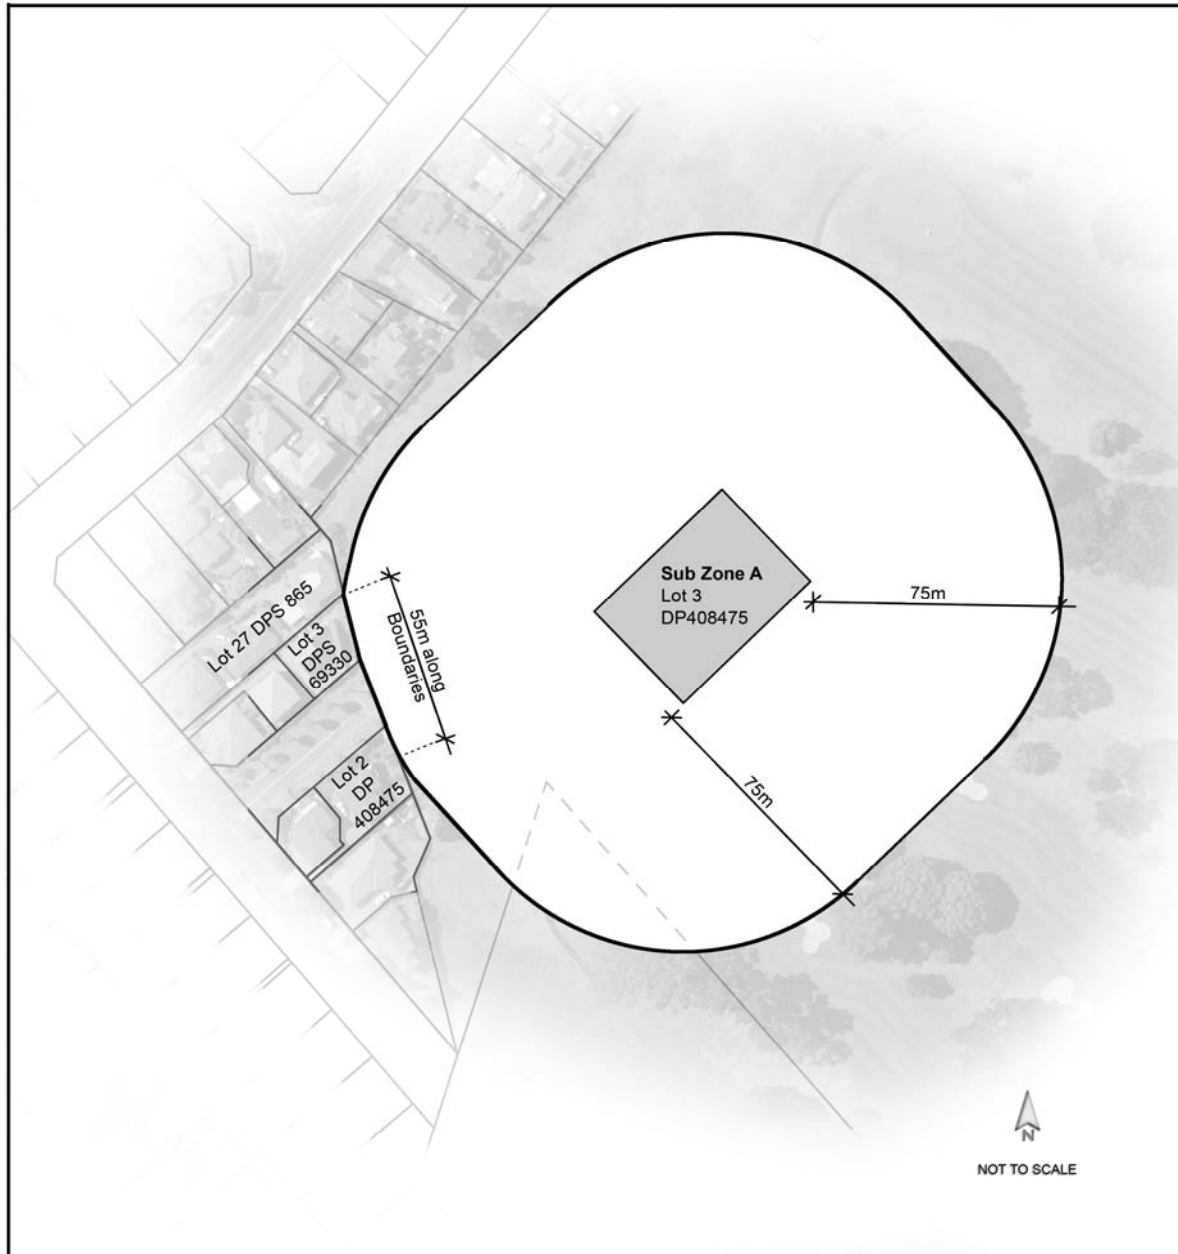 Sub Zone A
Lot 3
DP408475
75m
75m
55m along
Boundaries
Lot 27 DPS 865
Lot 3
DPS
69330
Lot 2
DP
408475
N
NOT TO SCALE